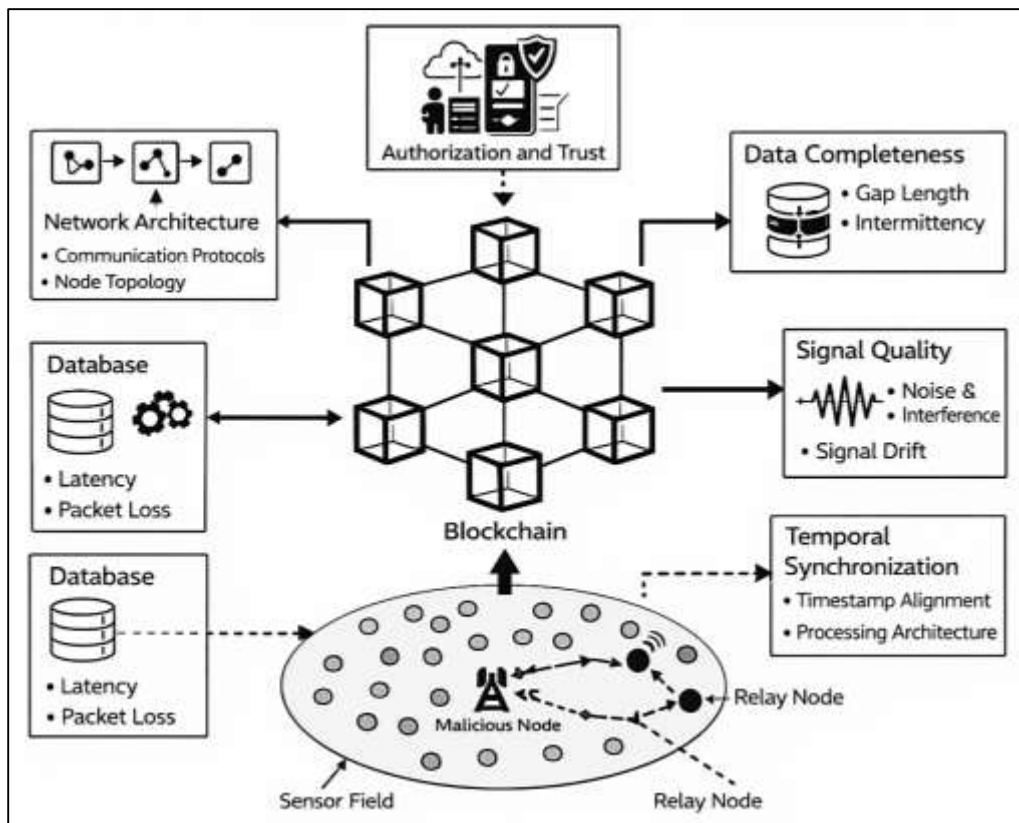 Authorization and Trust
Network Architecture
• Communication Protocols
• Node Topology
Data Completeness
• Gap Length
• Intermittency
Database
• Latency
• Packet Loss
Signal Quality
• Noise &
• Interference
• Signal Drift
Blockchain
Database
• Latency
• Packet Loss
Temporal
Synchronization
• Timestamp Alignment
• Processing Architecture
Malicious Node
Relay Node
Sensor Field
Relay Node